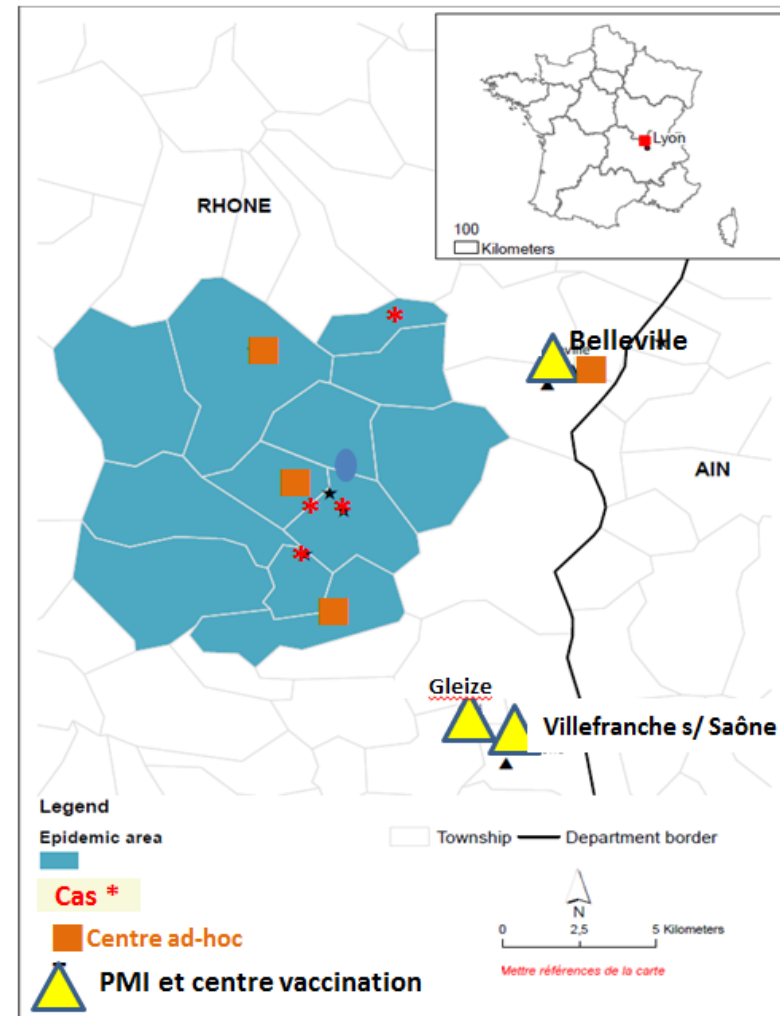 Lyon
100
Kilometers
RHONE
Belleville
AIN
Gleize
Villefranche s/ Saône
Legend
Epidemic area
Township
Department border
Cas *
Centre ad-hoc
PMI et centre vaccination
N
0 2,5 5 Kilometers
Mettre références de la carte